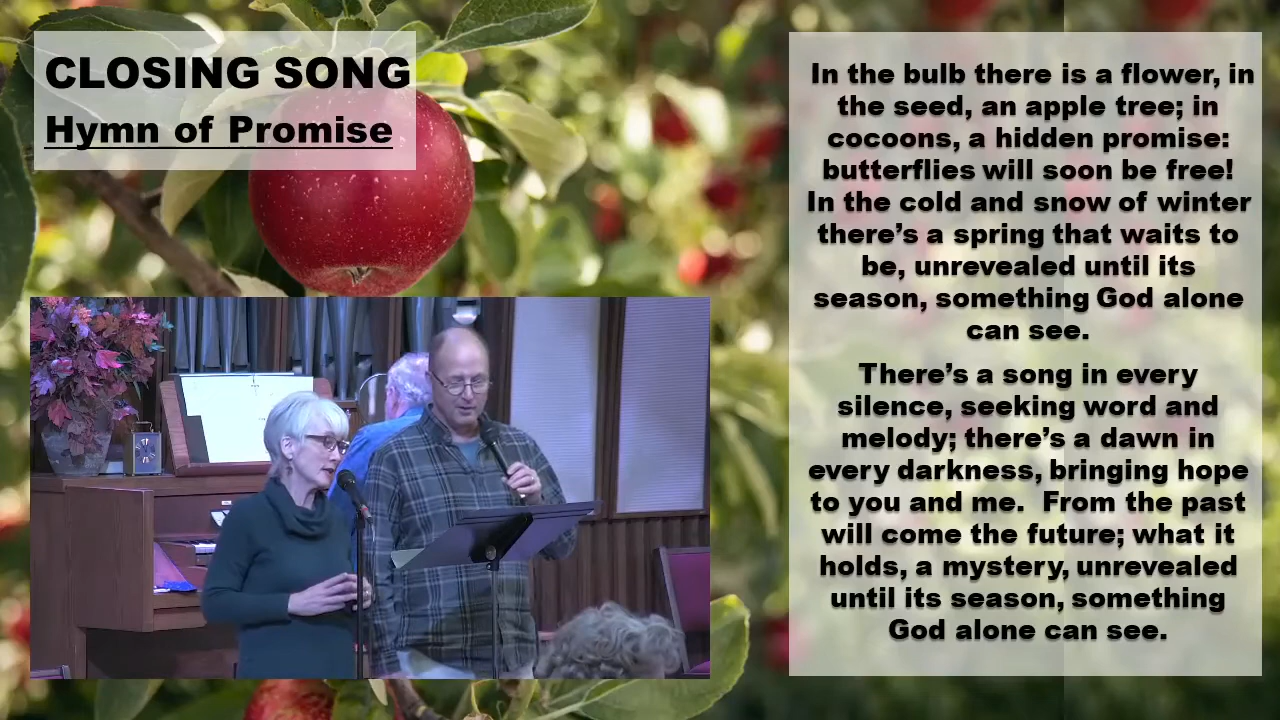 CLOSING SONG
Hymn of Promise
In the bulb there is a flower, in
the seed, an apple tree; in
cocoons, a hidden promise:
butterflies will soon be free!
In the cold and snow of winter
there’s a spring that waits to
be, unrevealed until its
season, something God alone
can see.
There’s a song in every
silence, seeking word and
melody; there’s a dawn in
every darkness, bringing hope
to you and me.  From the past
will come the future; what it
holds, a mystery, unrevealed
until its season, something
God alone can see.